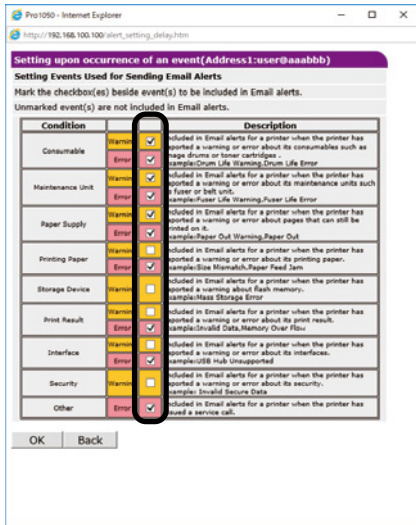 Pro1050 - Internet Explorer
http://192.168.100.100/alert_setting_delay.htm
Setting upon occurrence of an event(Address1:user@aaabbb)
Setting Events Used for Sending Email Alerts
Mark the checkbox(es) beside event(s) to be included in Email alerts.
Unmarked event(s) are not included in Email alerts.
Condition Description
Consumable
Warnin
Error
ncluded in Email alerts for a printer when the printer has
eported a warning or error about its consumables such as
mage drums or toner cartridges .
xample:Drum Life Warning,Drum Life Error
Maintenance Unit
Warnin
Error
ncluded in Email alerts for a printer when the printer has
eported a warning or error about its maintenance units such
s fuser or belt unit.
xample:Fuser Life Warning,Fuser Life Error
Paper Supply
Warnin
Error
ncluded in Email alerts for a printer when the printer has
eported a warning or error about pages that can still be
rinted on it.
xample:Paper Out Warning,Paper Out
Printing Paper
Warnin
Error
ncluded in Email alerts for a printer when the printer has
eported a warning or error about its printing paper.
xample:Size Mismatch,Paper Feed Jam
Storage Device
Warnin
ncluded in Email alerts for a printer when the printer has
eported a warning about flash memory.
xample:Mass Storage Error
Print Result
Warnin
Error
ncluded in Email alerts for a printer when the printer has
eported a warning or error about its print result.
xample:Invalid Data,Memory Over Flow
Interface
Warnin
Error
ncluded in Email alerts for a printer when the printer has
eported a warning or error about its interfaces.
xample:USB Hub Unsupported
Security
Warnin
ncluded in Email alerts for a printer when the printer has
eported a warning or error about its security.
xample: Invalid Secure Data
Other
Error
ncluded in Email alerts for a printer when the printer has
sued a service call.
OK Back